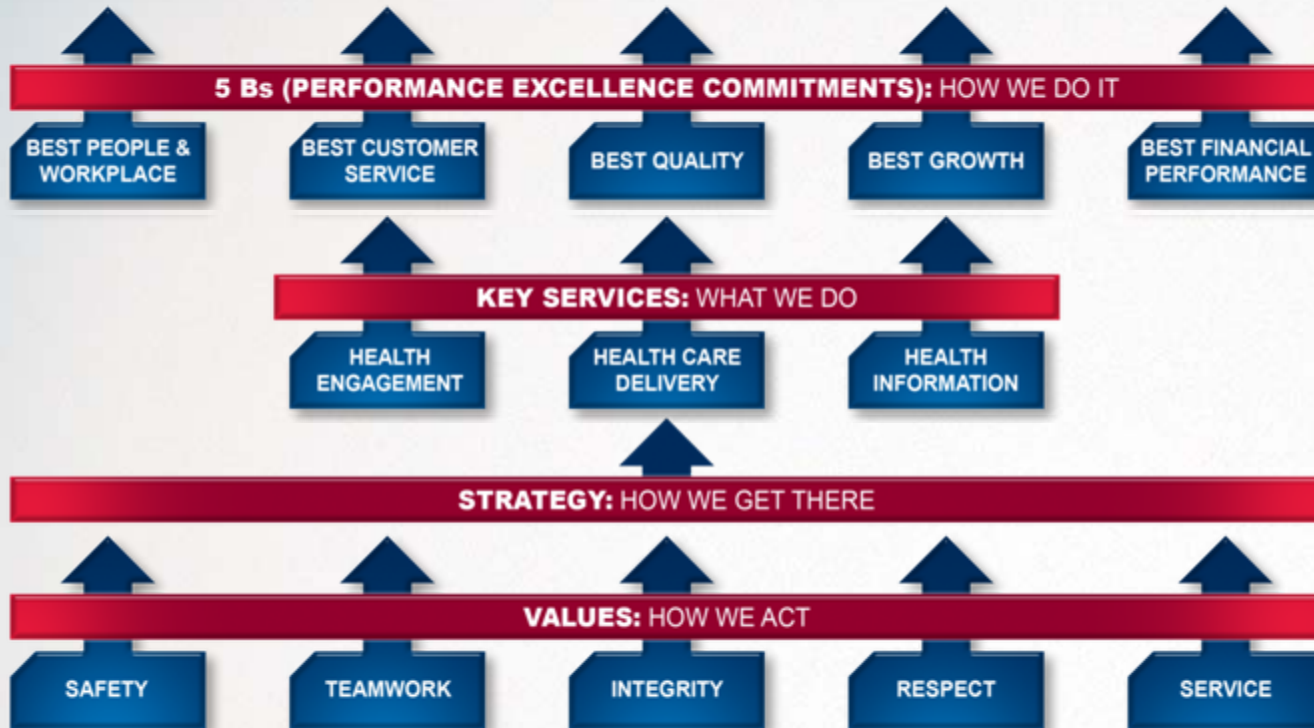 5 Bs (PERFORMANCE EXCELLENCE COMMITMENTS): HOW WE DO IT
BEST PEOPLE &
WORKPLACE
BEST CUSTOMER
SERVICE
BEST QUALITY
BEST GROWTH
BEST FINANCIAL
PERFORMANCE
KEY SERVICES: WHAT WE DO
HEALTH
ENGAGEMENT
HEALTH CARE
DELIVERY
HEALTH
INFORMATION
STRATEGY: HOW WE GET THERE
VALUES: HOW WE ACT
SAFETY
TEAMWORK
INTEGRITY
RESPECT
SERVICE